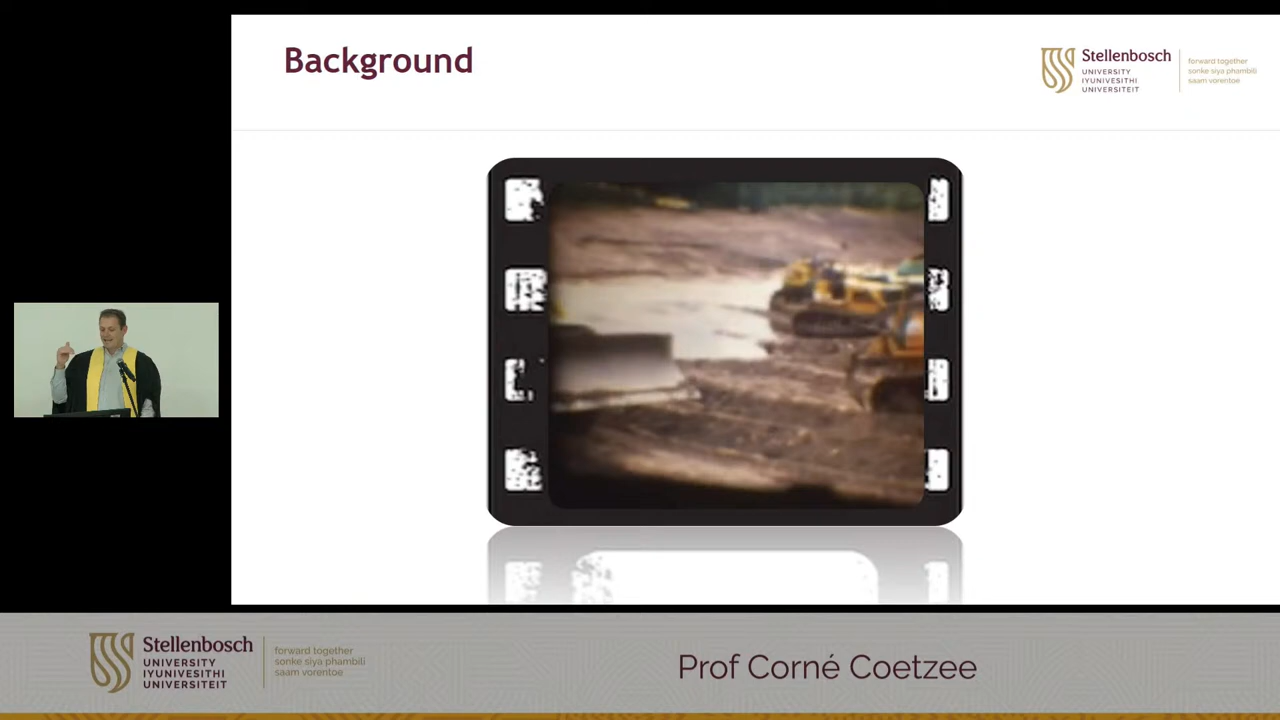 Background
Stellenbosch
UNIVERSITY
IYUNIVESITHI
UNIVERSITEIT
forward together
sonke siya phambili
saam vorentoe
Stellenbosch
UNIVERSITY
IYUNIVESITHI
UNIVERSITEIT
forward together
sonke siya phambili
saam vorentoe
Prof Corné Coetzee